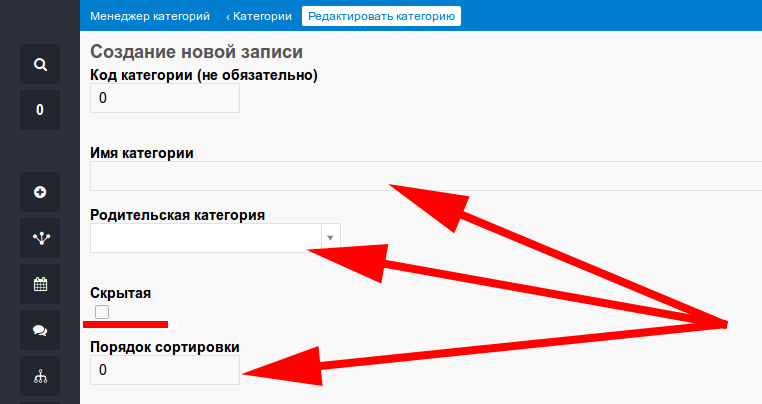 Менеджер категорий ‹ Категории Редактировать категорию
Создание новой записи
Код категории (не обязательно)
0
0
Имя категории
Родительская категория
Скрытая
Порядок сортировки
0